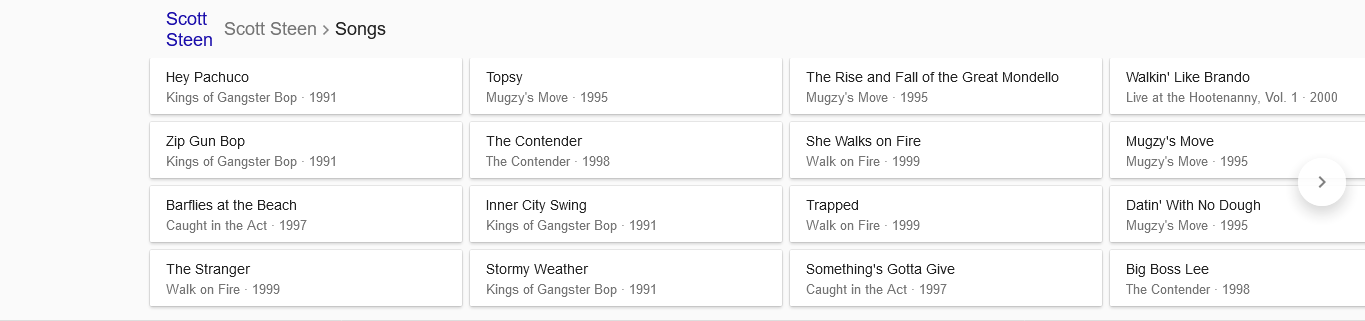 Scott
Steen
Scott Steen > Songs
Hey Pachuco
Kings of Gangster Bop · 1991
Topsy
Mugzy's Move · 1995
The Rise and Fall of the Great Mondello
Mugzy's Move · 1995
Walkin' Like Brando
Live at the Hootenanny, Vol. 1 · 2000
Zip Gun Bop
Kings of Gangster Bop · 1991
The Contender
The Contender · 1998
She Walks on Fire
Walk on Fire · 1999
Mugzy's Move
Mugzy's Move · 1995
Barflies at the Beach
Caught in the Act · 1997
Inner City Swing
Kings of Gangster Bop · 1991
Trapped
Walk on Fire · 1999
Datin' With No Dough
Mugzy's Move · 1995
The Stranger
Walk on Fire · 1999
Stormy Weather
Kings of Gangster Bop · 1991
Something's Gotta Give
Caught in the Act · 1997
Big Boss Lee
The Contender · 1998